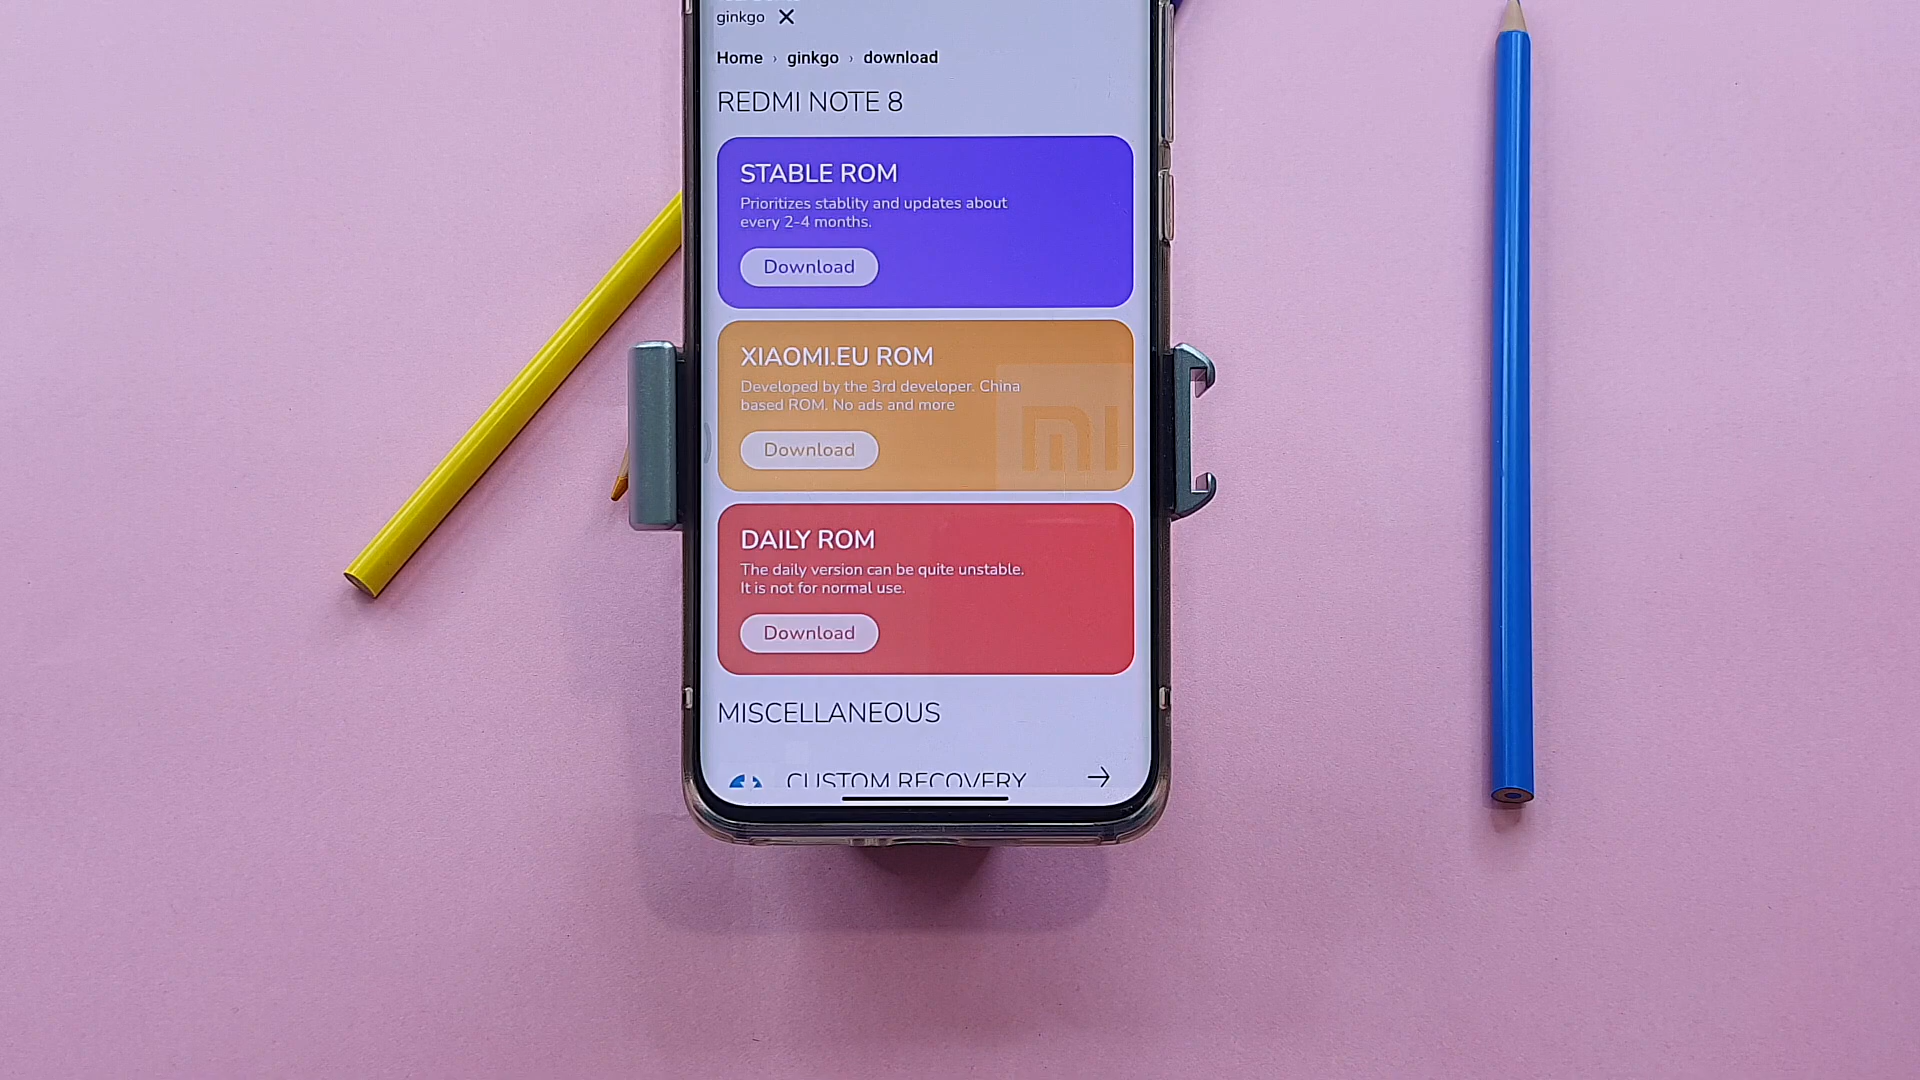 ginkgo ✕
Home › ginkgo › download
REDMI NOTE 8
STABLE ROM
Prioritizes stablity and updates about
every 2-4 months.
Download
XIAOMI.EU ROM
Developed by the 3rd developer. China
based ROM. No ads and more
Download
DAILY ROM
The daily version can be quite unstable.
It is not for normal use.
Download
MISCELLANEOUS
CUSTOM RECOVERY